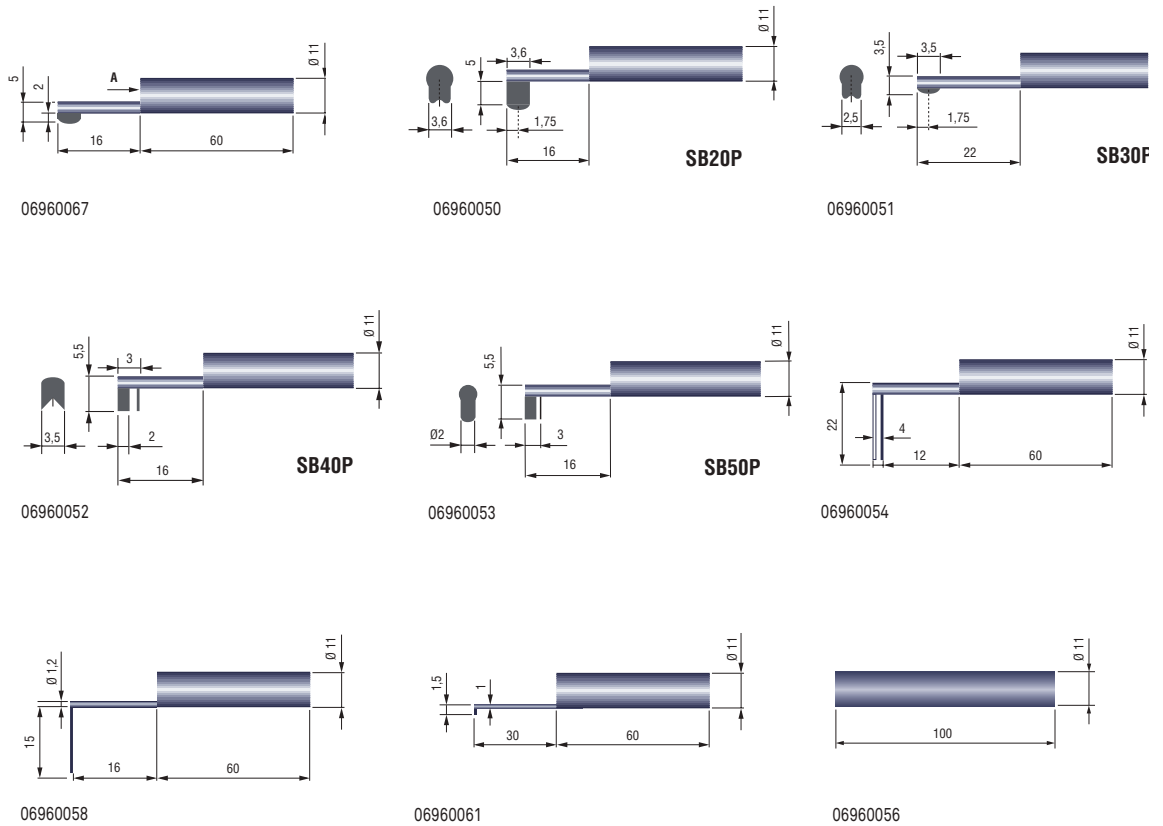 5
2
A
Ø 11
16
60
06960067
3,6
5
Ø 11
3,6
1,75
16
SB20P
06960050
3,5
3,5
2,5
1,75
22
SB30P
06960051
5,5
3
Ø 11
3,5
2
16
SB40P
06960052
5,5
Ø 11
Ø2
3
16
SB50P
06960053
Ø 11
22
4
12
60
06960054
Ø 1,2
Ø 11
15
16
60
06960058
1,5
1
Ø 11
30
60
06960061
Ø 11
100
06960056